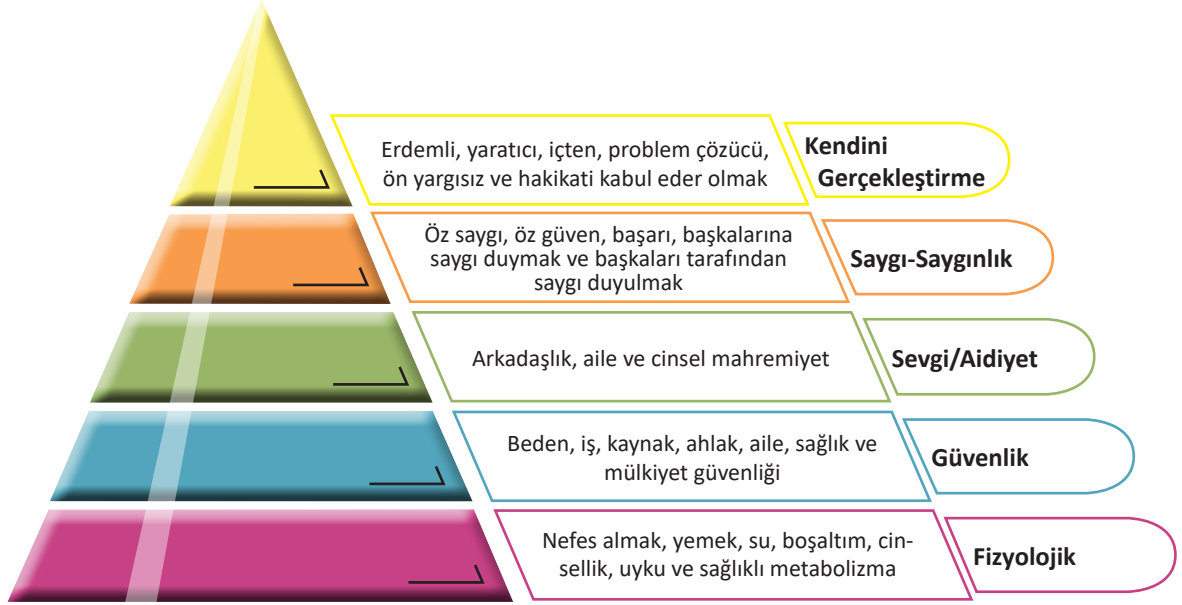 Erdemli, yaratıcı, içten, problem çözücü,
ön yargısız ve hakikati kabul eder olmak
Kendini
Gerçekleştirme
Öz saygı, öz güven, başarı, başkalarına
saygı duymak ve başkaları tarafından
saygı duyulmak
Saygı-Saygınlık
Arkadaşlık, aile ve cinsel mahremiyet
Sevgi/Aidiyet
Beden, iş, kaynak, ahlak, aile, sağlık ve
mülkiyet güvenliği
Güvenlik
Nefes almak, yemek, su, boşaltım, cin-
sellik, uyku ve sağlıklı metabolizma
Fizyolojik